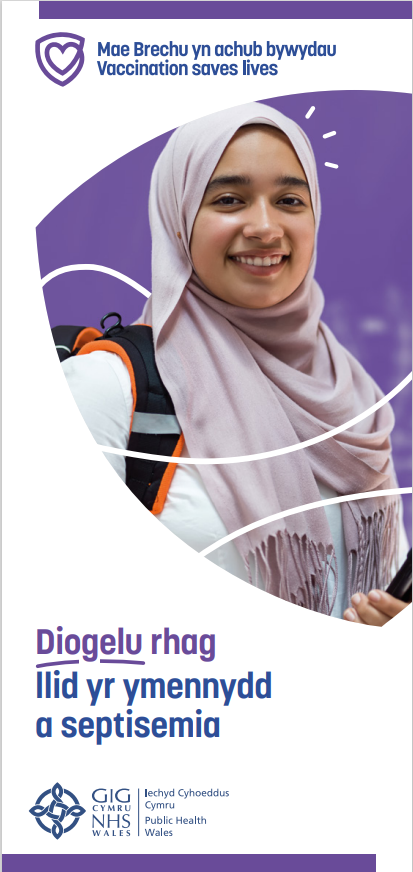 Mae Brechu yn achub bywydau
Vaccination saves lives
Diogelu rhag
llid yr ymennydd
a septisemia
GIG
CYMRU
NHS
WALES
Iechyd Cyhoeddus
Cymru
Public Health
Wales